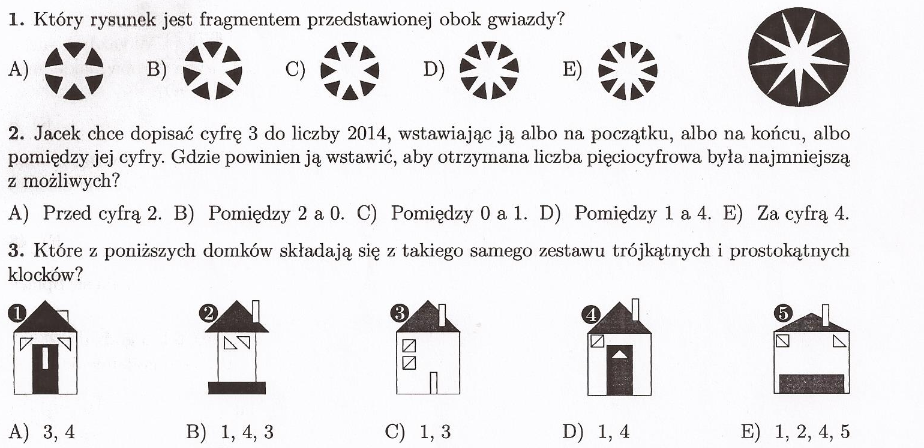 1. Który rysunek jest fragmentem przedstawionej obok gwiazdy?
A) B) C) D) E)
2. Jacek chce dopisać cyfrę 3 do liczby 2014, wstawiając ją albo na początku, albo na końcu, albo
pomiędzy jej cyfry. Gdzie powinien ją wstawić, aby otrzymana liczba pięciocyfrowa była najmniejszą
z możliwych?
A) Przed cyfrą 2. B) Pomiędzy 2 a 0. C) Pomiędzy 0 a 1. D) Pomiędzy 1 a 4. E) Za cyfrą 4.
3. Które z poniższych domków składają się z takiego samego zestawu trójkątnych i prostokątnych
klocków?
1 2 3 4 5
A) 3, 4 B) 1, 4, 3 C) 1, 3 D) 1, 4 E) 1, 2, 4, 5